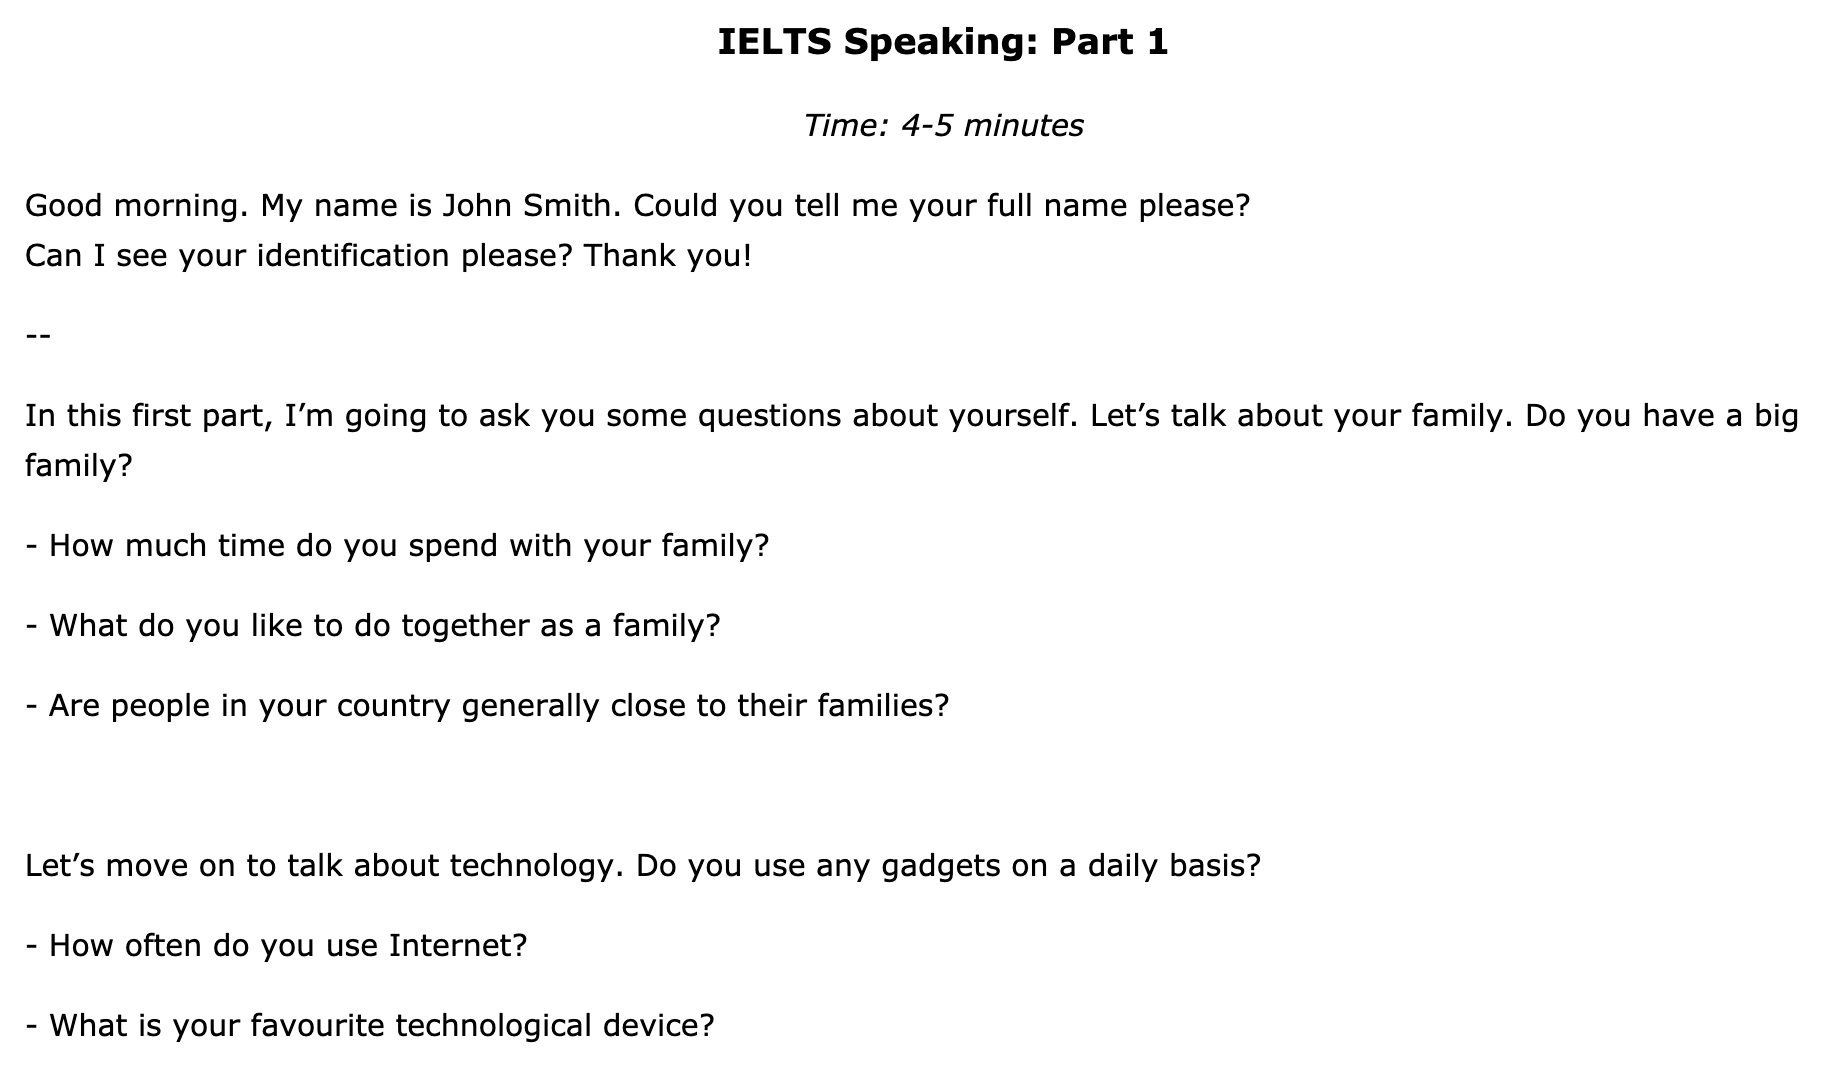 IELTS Speaking: Part 1
Time: 4-5 minutes
Good morning. My name is John Smith. Could you tell me your full name please?
Can I see your identification please? Thank you!
--
In this first part, I’m going to ask you some questions about yourself. Let’s talk about your family. Do you have a big
family?
- How much time do you spend with your family?
- What do you like to do together as a family?
- Are people in your country generally close to their families?
Let’s move on to talk about technology. Do you use any gadgets on a daily basis?
- How often do you use Internet?
- What is your favourite technological device?